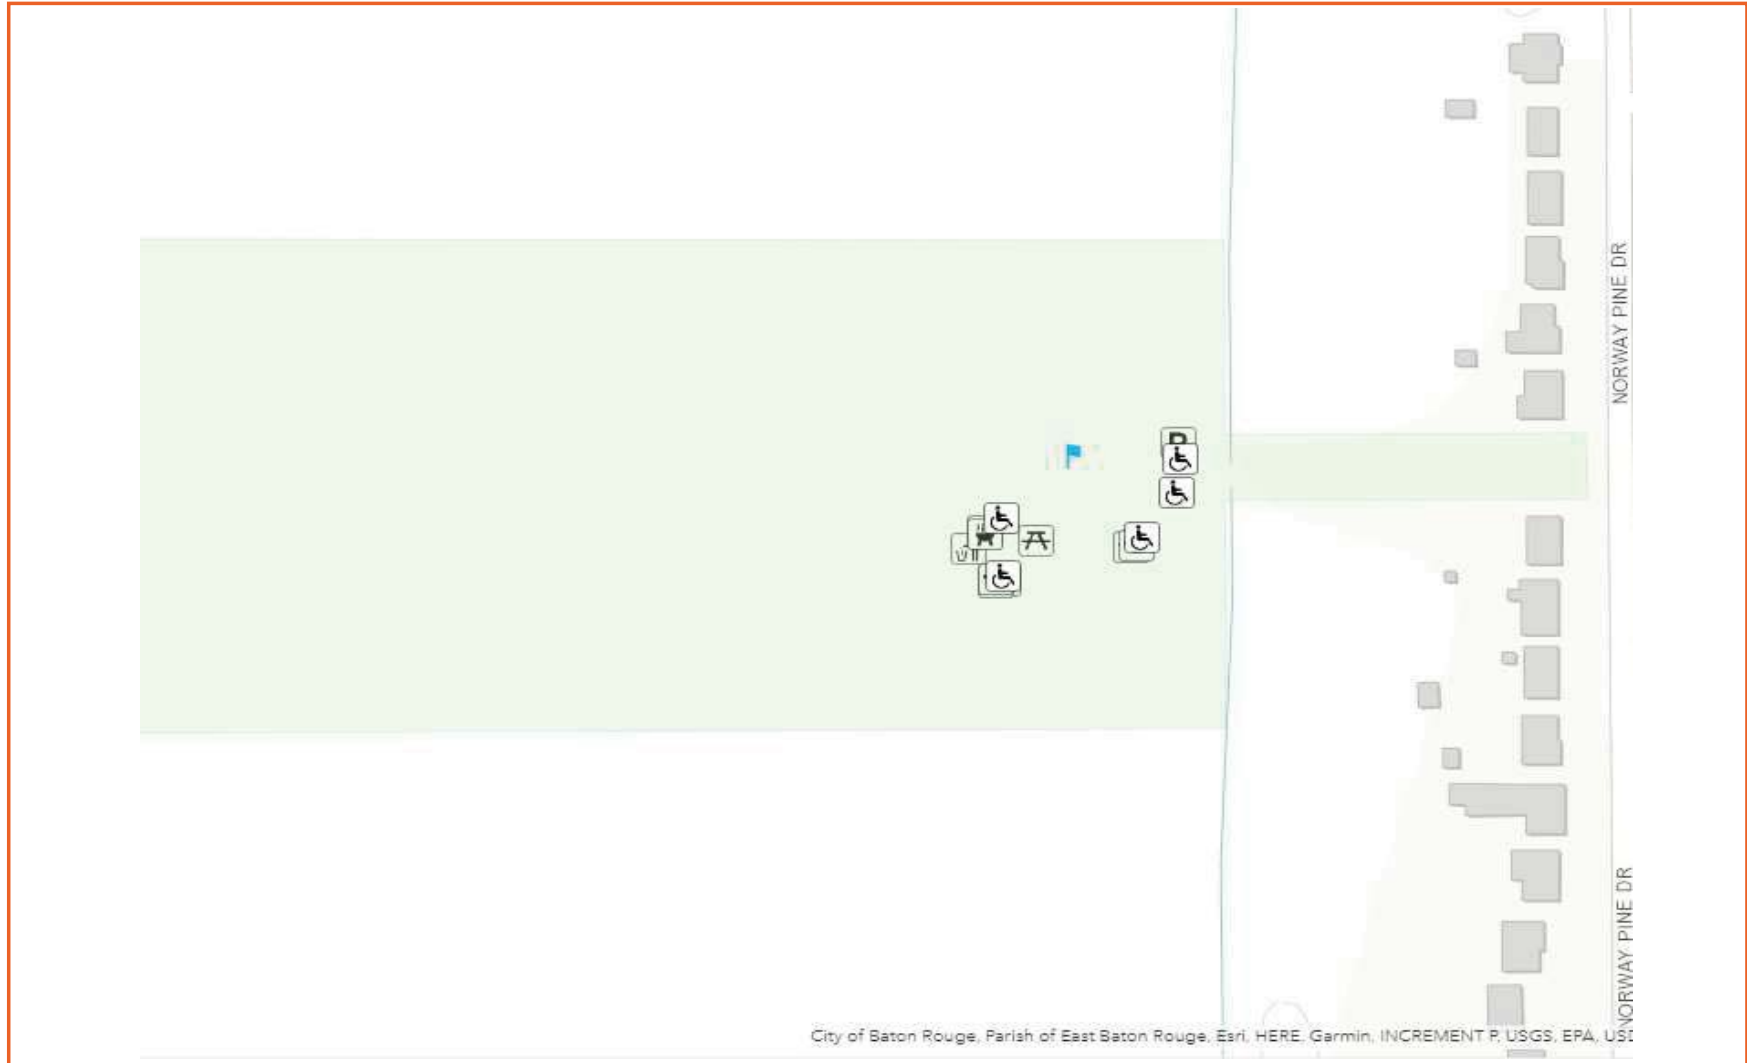 NORWAY PINE DR
P
NORWAY PINE DR
City of Baton Rouge, Parish of East Baton Rouge, Esri, HERE, Garmin, INCREMENT P, USGS, EPA,